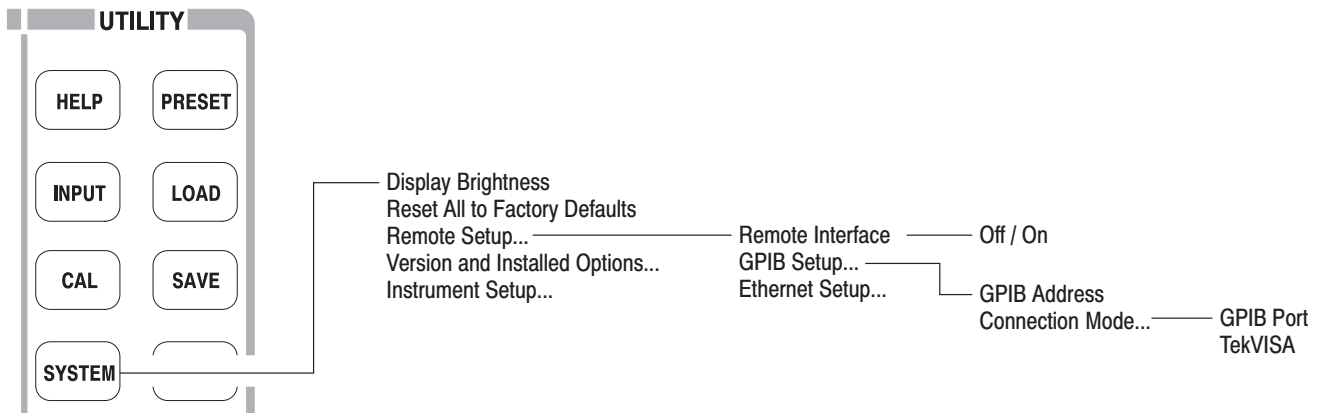 UTILITY
HELP
PRESET
INPUT
LOAD
CAL
SAVE
SYSTEM
Display Brightness
Reset All to Factory Defaults
Remote Setup...
Version and Installed Options...
Instrument Setup...
Remote Interface
GPIB Setup...
Ethernet Setup...
Off / On
GPIB Address
Connection Mode...
GPIB Port
TekVISA